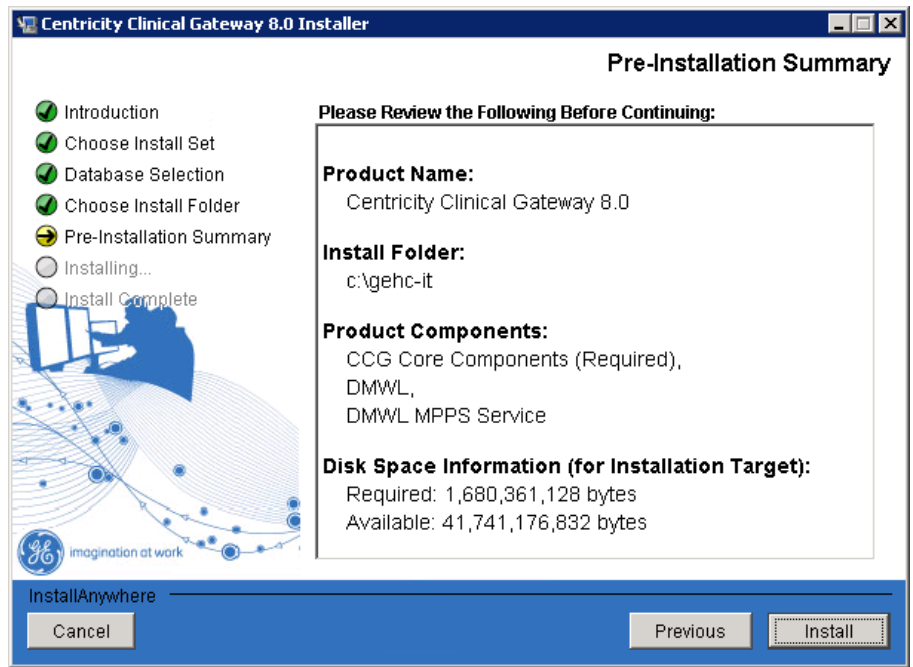 Centricity Clinical Gateway 8.0 Installer
Pre-Installation Summary
Introduction
Choose Install Set
Database Selection
Choose Install Folder
Pre-Installation Summary
Installing...
Install Complete
Please Review the Following Before Continuing:
Product Name:
Centricity Clinical Gateway 8.0
Install Folder:
c:\gehc-it
Product Components:
CCG Core Components (Required),
DMWL,
DMWL MPPS Service
Disk Space Information (for Installation Target):
Required: 1,680,361,128 bytes
Available: 41,741,176,832 bytes
GE imagination at work
InstallAnywhere
Cancel
Previous
Install